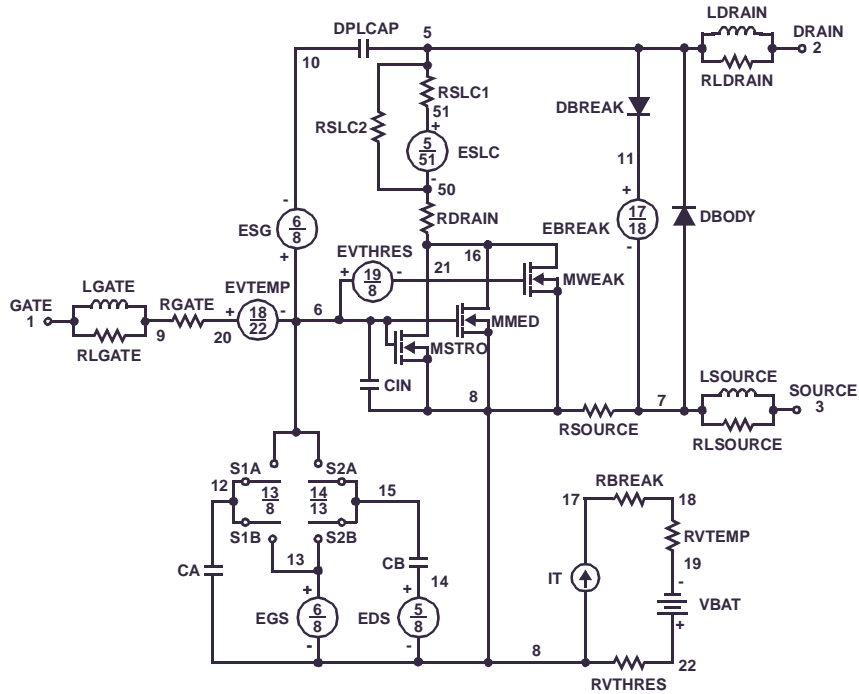 LDRAIN
DPLCAP 5 DRAIN
10 2
RSLC1 RLDRAIN
DBREAK
51
RSLC2 +
5
51 ESLC
11
- 50
- +
17
18
RDRAIN DBODY
6
8
ESG EBREAK
EVTHRES 16 -
+ + 19
8 - 21 MWEAK
LGATE EVTEMP
GATE RGATE + 18
22 - 6 MMED
1
9 20 MSTRO
RLGATE
LSOURCE
CIN 8 7 SOURCE
3
RSOURCE
RLSOURCE
S1A S2A RBREAK
12 13
8 14
13 15 17 18
S1B S2B RVTEMP
13 CB 19
CA IT -
14
+ + VBAT
EGS 6
8 EDS 5
8 +
- - 8
22
RVTHRES